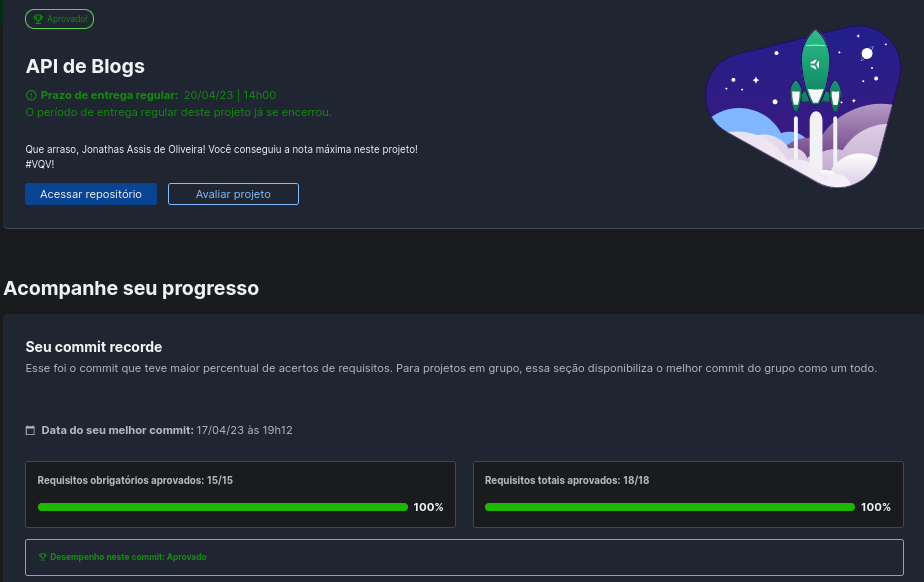 Aprovado!
API de Blogs
Prazo de entrega regular: 20/04/23 | 14h00
O período de entrega regular deste projeto já se encerrou.
Que arraso, Jonathas Assis de Oliveira! Você conseguiu a nota máxima neste projeto!
#VQV!
Acessar repositório
Avaliar projeto
Acompanhe seu progresso
Seu commit recorde
Esse foi o commit que teve maior percentual de acertos de requisitos. Para projetos em grupo, essa seção disponibiliza o melhor commit do grupo como um todo.
Data do seu melhor commit: 17/04/23 às 19h12
Requisitos obrigatórios aprovados: 15/15
100%
Requisitos totais aprovados: 18/18
100%
Desempenho neste commit: Aprovado